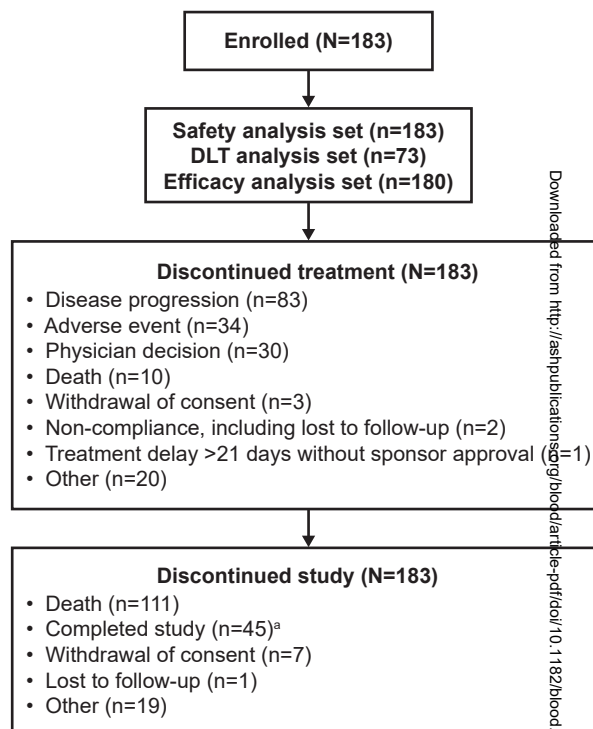 Enrolled (N=183)
Safety analysis set (n=183)
DLT analysis set (n=73)
Efficacy analysis set (n=180)
Discontinued treatment (N=183)
• Disease progression (n=83)
• Adverse event (n=34)
• Physician decision (n=30)
• Death (n=10)
• Withdrawal of consent (n=3)
• Non-compliance, including lost to follow-up (n=2)
• Treatment delay >21 days without sponsor approval (n=1)
• Other (n=20)
Discontinued study (N=183)
• Death (n=111)
• Completed study (n=45)ᵃ
• Withdrawal of consent (n=7)
• Lost to follow-up (n=1)
• Other (n=19)
Downloaded from http://ashpublications.org/blood/article-pdf/doi/10.1182/blood.